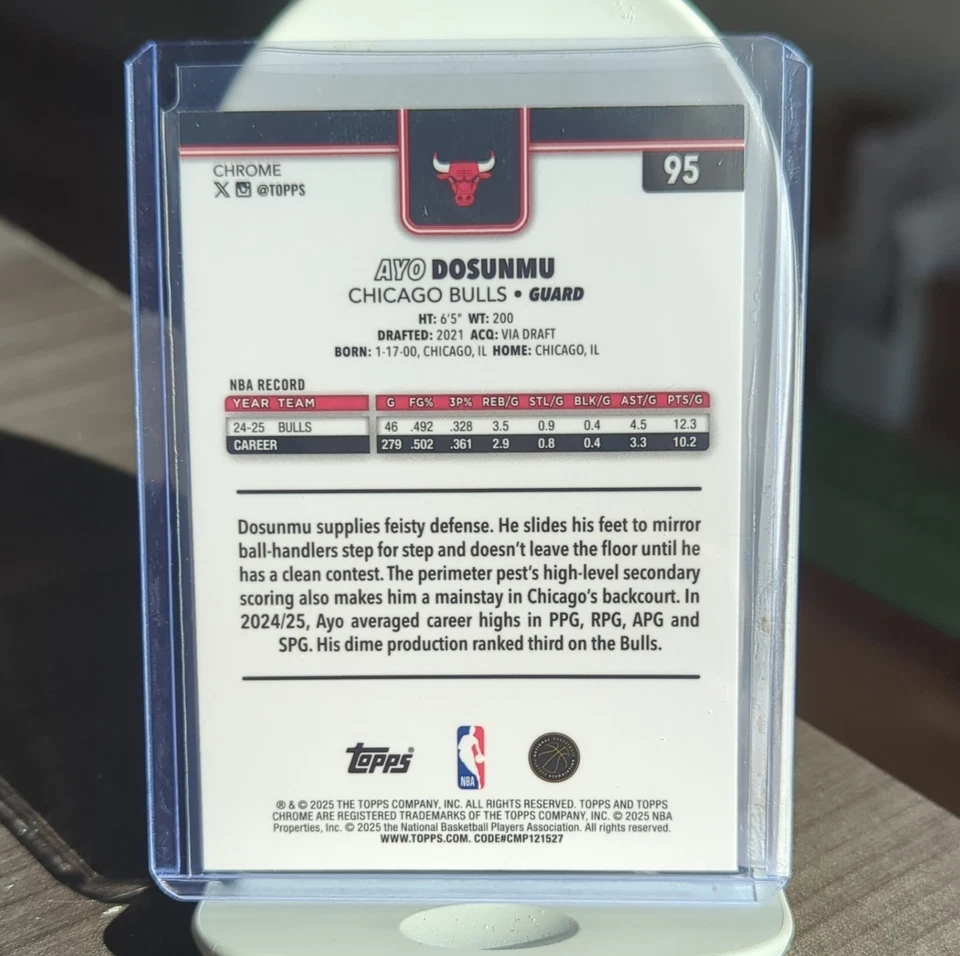 CHROME
95
X @TOPPS
AYO DOSUNMU
CHICAGO BULLS • GUARD
HT: 6'5" WT: 200
DRAFTED: 2021 ACQ: VIA DRAFT
BORN: 1-17-00, CHICAGO, IL HOME: CHICAGO, IL
NBA RECORD
YEAR TEAM G FG% 3P% REB/G STL/G BLK/G AST/G PTS/G
24-25 BULLS 46 .492 .328 3.5 0.9 0.4 4.5 12.3
CAREER 279 .502 .361 2.9 0.8 0.4 3.3 10.2
Dosunmu supplies feisty defense. He slides his feet to mirror
ball-handlers step for step and doesn't leave the floor until he
has a clean contest. The perimeter pest's high-level secondary
scoring also makes him a mainstay in Chicago's backcourt. In
2024/25, Ayo averaged career highs in PPG, RPG, APG and
SPG. His dime production ranked third on the Bulls.
Topps®
NBA
® & © 2025 THE TOPPS COMPANY, INC. ALL RIGHTS RESERVED. TOPPS AND TOPPS
CHROME ARE REGISTERED TRADEMARKS OF THE TOPPS COMPANY, INC. © 2025 NBA
Properties, Inc. © 2025 the National Basketball Players Association. All rights reserved.
WWW.TOPPS.COM. CODE#CMP121527